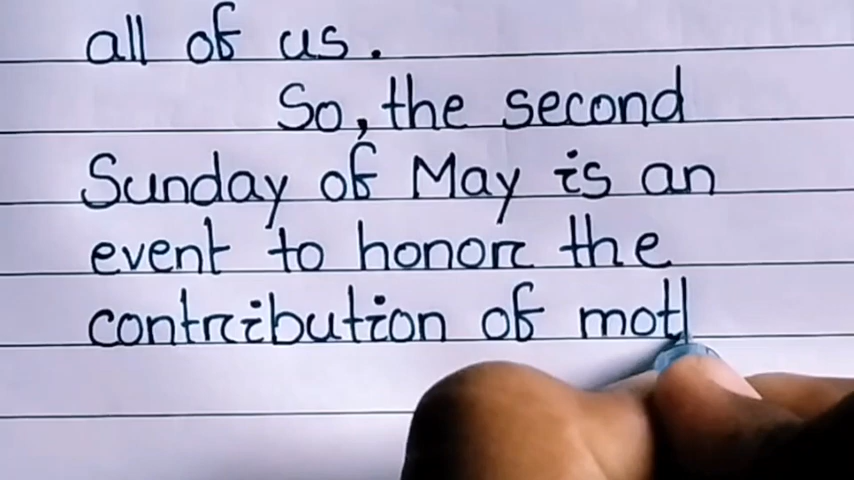 all of us.
So, the second
Sunday of May is an
event to honor the
contribution of mot